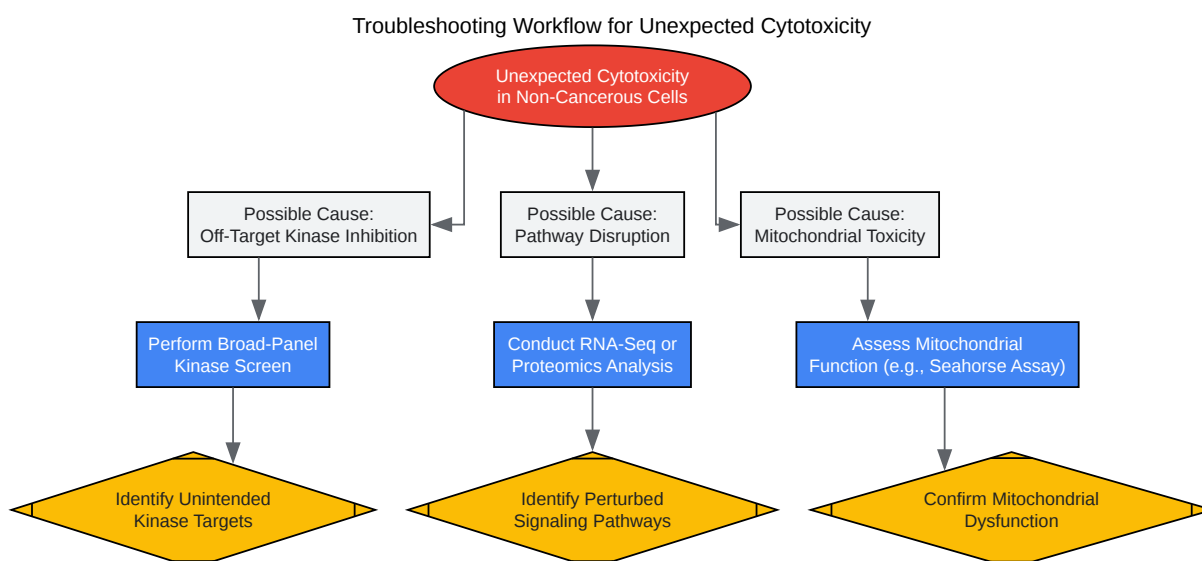 Troubleshooting Workflow for Unexpected Cytotoxicity
Unexpected Cytotoxicity
in Non-Cancerous Cells
Possible Cause:
Off-Target Kinase Inhibition
Possible Cause:
Pathway Disruption
Possible Cause:
Mitochondrial Toxicity
Perform Broad-Panel
Kinase Screen
Conduct RNA-Seq or
Proteomics Analysis
Assess Mitochondrial
Function (e.g., Seahorse Assay)
Identify Unintended
Kinase Targets
Identify Perturbed
Signaling Pathways
Confirm Mitochondrial
Dysfunction